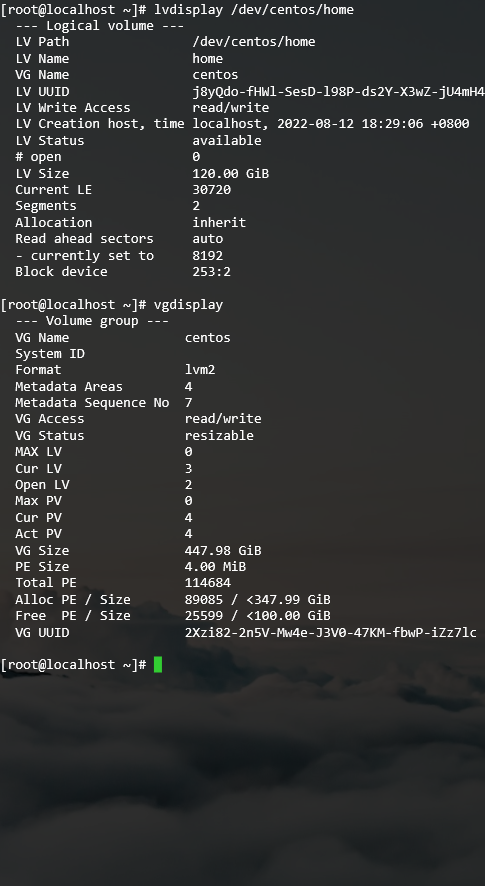 [root@localhost ~]# lvdisplay /dev/centos/home
  --- Logical volume ---
  LV Path                /dev/centos/home
  LV Name                home
  VG Name                centos
  LV UUID                j8yQdo-fHWl-SesD-l98P-ds2Y-X3wZ-jU4mH4
  LV Write Access        read/write
  LV Creation host, time localhost, 2022-08-12 18:29:06 +0800
  LV Status              available
  # open                 0
  LV Size                120.00 GiB
  Current LE             30720
  Segments               2
  Allocation             inherit
  Read ahead sectors     auto
  - currently set to     8192
  Block device           253:2
[root@localhost ~]# vgdisplay
  --- Volume group ---
  VG Name               centos
  System ID
  Format                lvm2
  Metadata Areas        4
  Metadata Sequence No  7
  VG Access             read/write
  VG Status             resizable
  MAX LV                0
  Cur LV                3
  Open LV               2
  Max PV                0
  Cur PV                4
  Act PV                4
  VG Size               447.98 GiB
  PE Size               4.00 MiB
  Total PE              114684
  Alloc PE / Size       89085 / <347.99 GiB
  Free  PE / Size       25599 / <100.00 GiB
  VG UUID               2Xzi82-2n5V-Mw4e-J3V0-47KM-fbwP-iZz7lc
[root@localhost ~]#